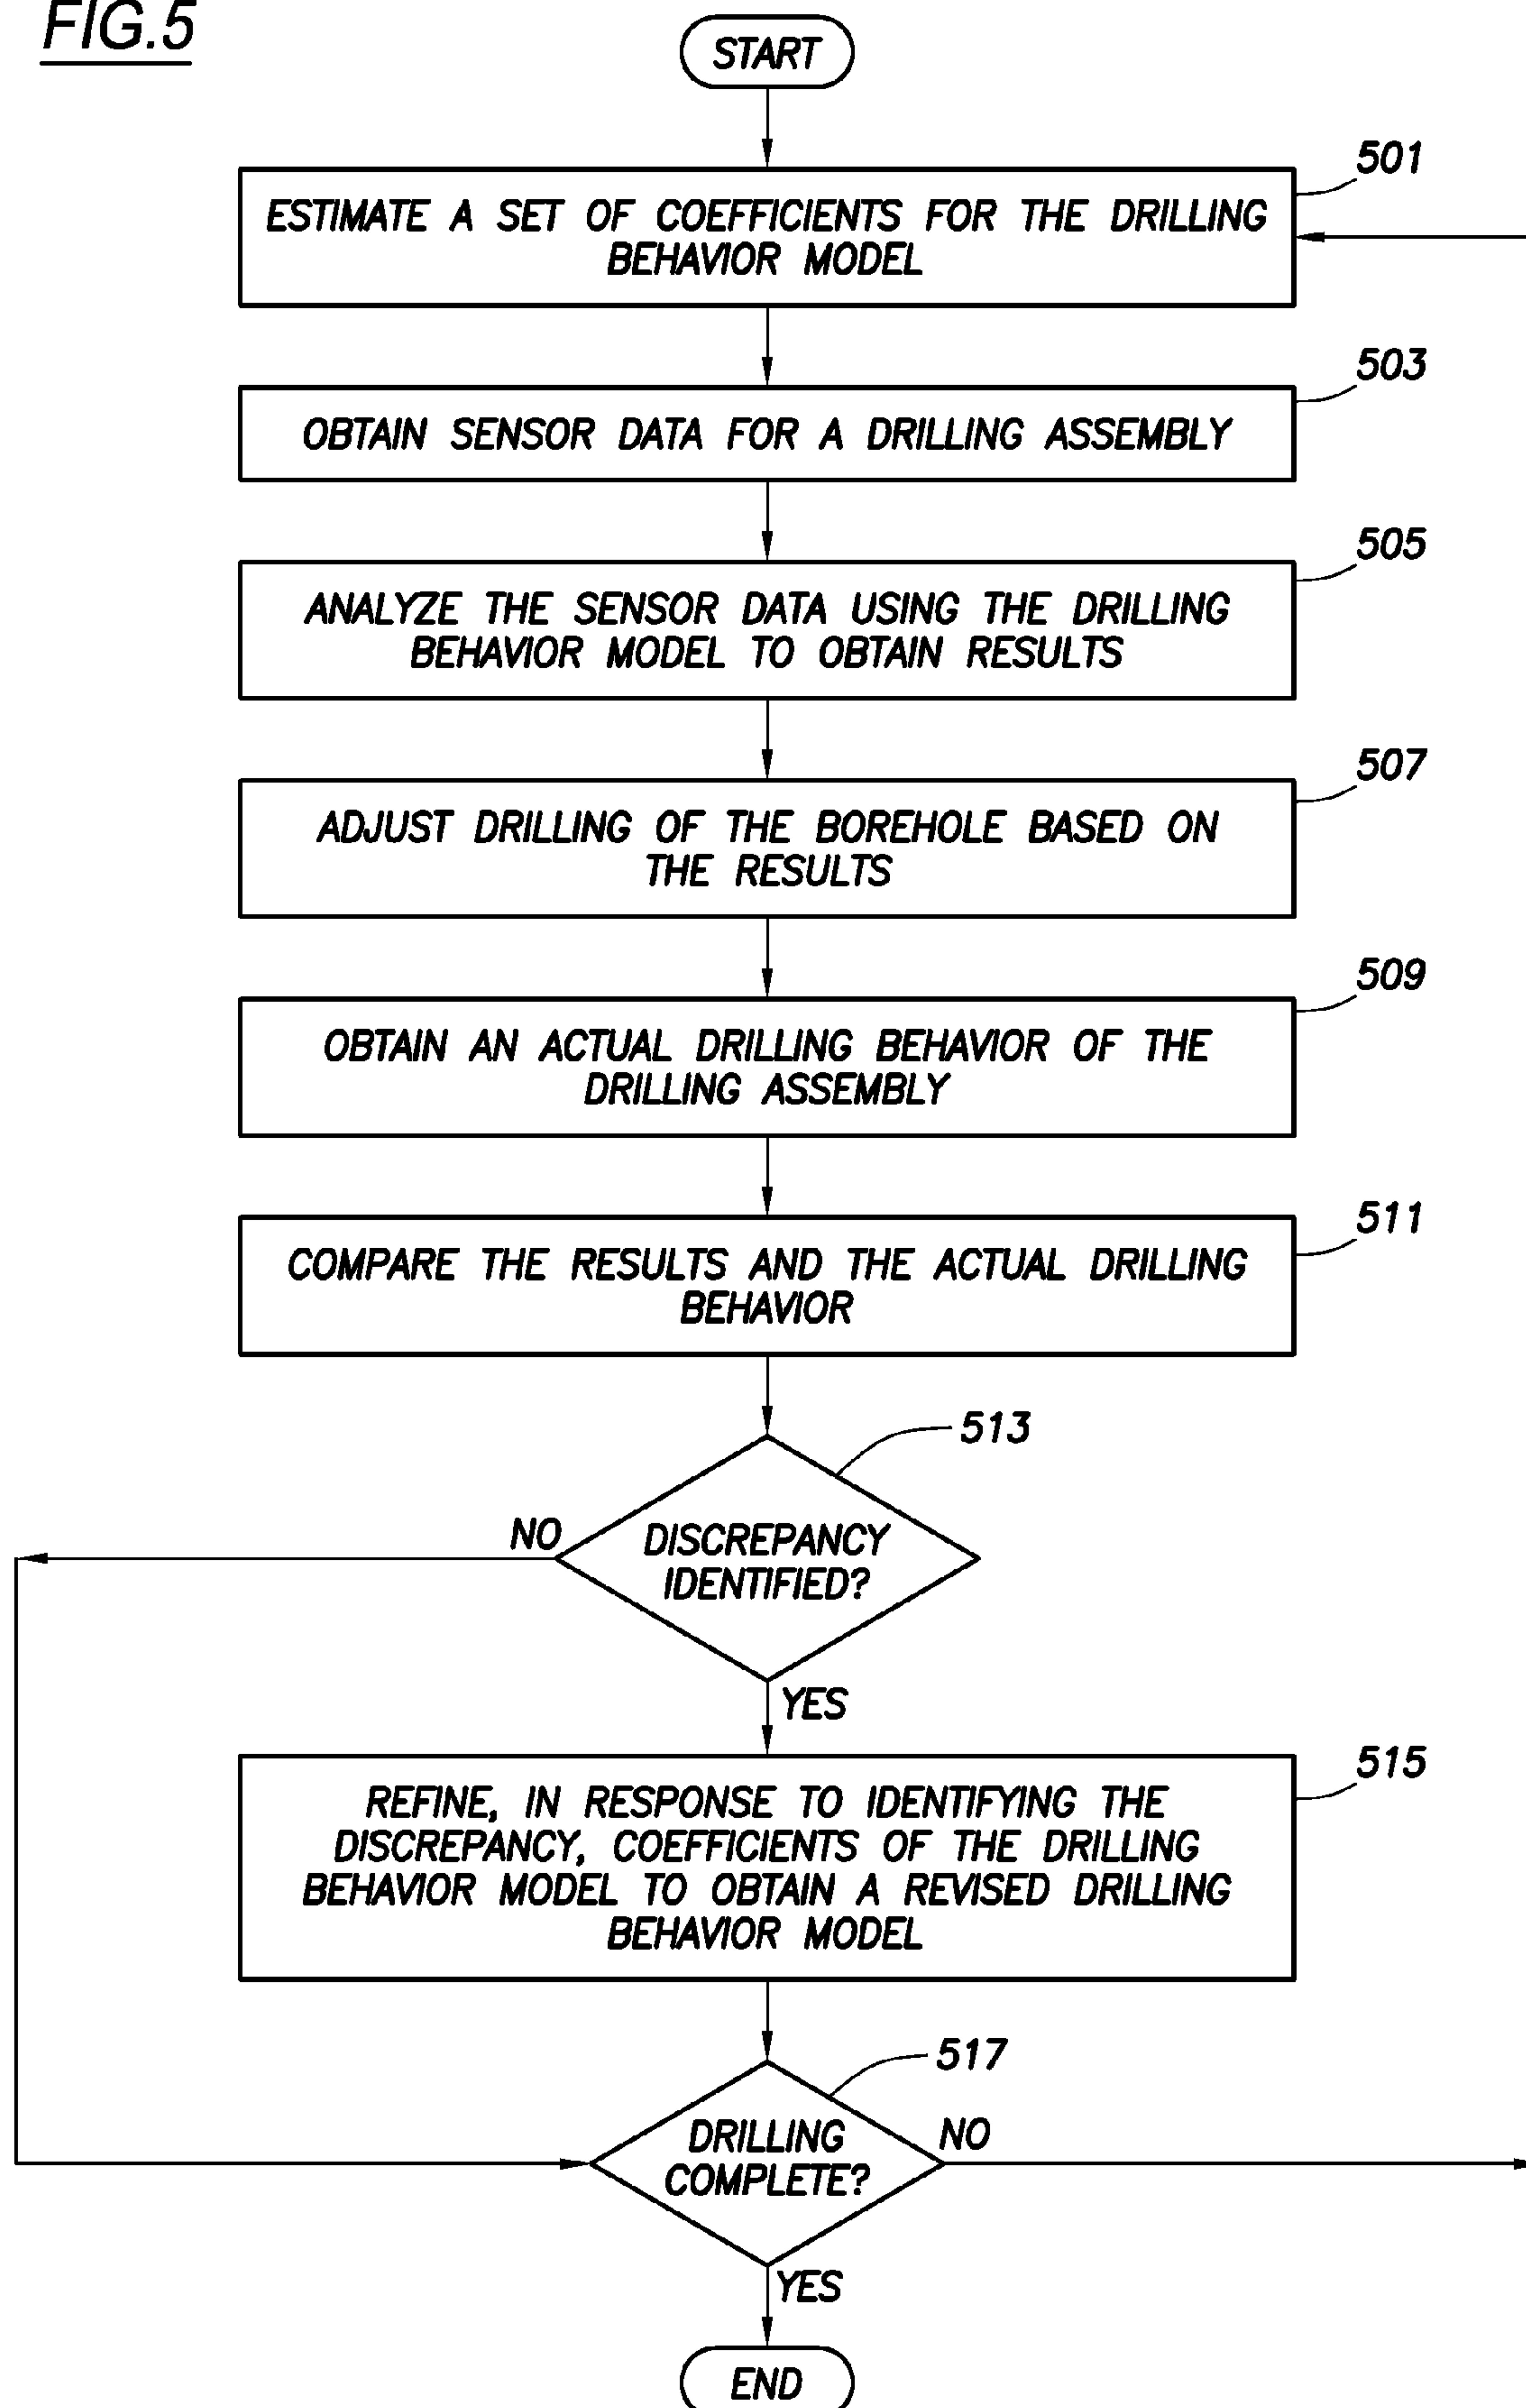 FIG.5
START
501
ESTIMATE A SET OF COEFFICIENTS FOR THE DRILLING
BEHAVIOR MODEL
503
OBTAIN SENSOR DATA FOR A DRILLING ASSEMBLY
505
ANALYZE THE SENSOR DATA USING THE DRILLING
BEHAVIOR MODEL TO OBTAIN RESULTS
507
ADJUST DRILLING OF THE BOREHOLE BASED ON
THE RESULTS
509
OBTAIN AN ACTUAL DRILLING BEHAVIOR OF THE
DRILLING ASSEMBLY
511
COMPARE THE RESULTS AND THE ACTUAL DRILLING
BEHAVIOR
513
NO
DISCREPANCY
IDENTIFIED?
YES
515
REFINE, IN RESPONSE TO IDENTIFYING THE
DISCREPANCY, COEFFICIENTS OF THE DRILLING
BEHAVIOR MODEL TO OBTAIN A REVISED DRILLING
BEHAVIOR MODEL
517
DRILLING
COMPLETE?
NO
YES
END